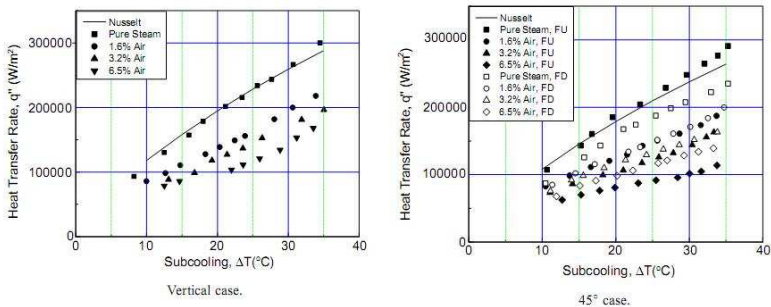 Nusselt
Pure Steam
1.6% Air
3.2% Air
6.5% Air
300000
200000
100000
0
0
10
20
30
40
Heat Transfer Rate, q" (W/m²)
Subcooling, ΔT(°C)
Vertical case.
Nusselt
Pure Steam, FU
1.6% Air, FU
3.2% Air, FU
6.5% Air, FU
Pure Steam, FD
1.6% Air, FD
3.2% Air, FD
6.5% Air, FD
300000
200000
100000
0
0
10
20
30
40
Heat Transfer Rate, q" (W/m²)
Subcooling, ΔT(°C)
45° case.